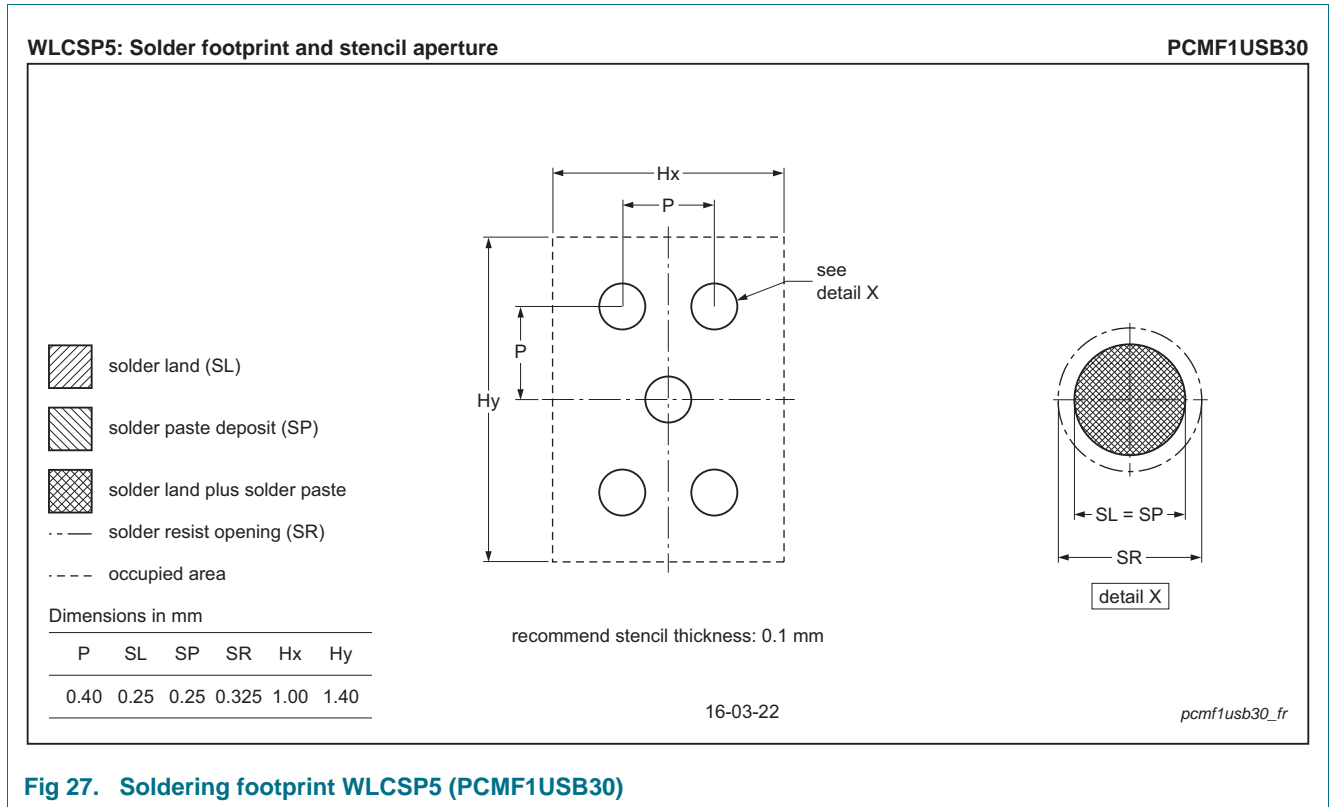 WLCSP5: Solder footprint and stencil aperture PCMF1USB30
Hx
P
see
detail X
P
Hy
solder land (SL)
solder paste deposit (SP)
solder land plus solder paste
solder resist opening (SR)
occupied area
SL = SP
SR
detail X
Dimensions in mm
P SL SP SR Hx Hy
0.40 0.25 0.25 0.325 1.00 1.40
recommend stencil thickness: 0.1 mm
16-03-22
pcmf1usb30_fr
Fig 27. Soldering footprint WLCSP5 (PCMF1USB30)